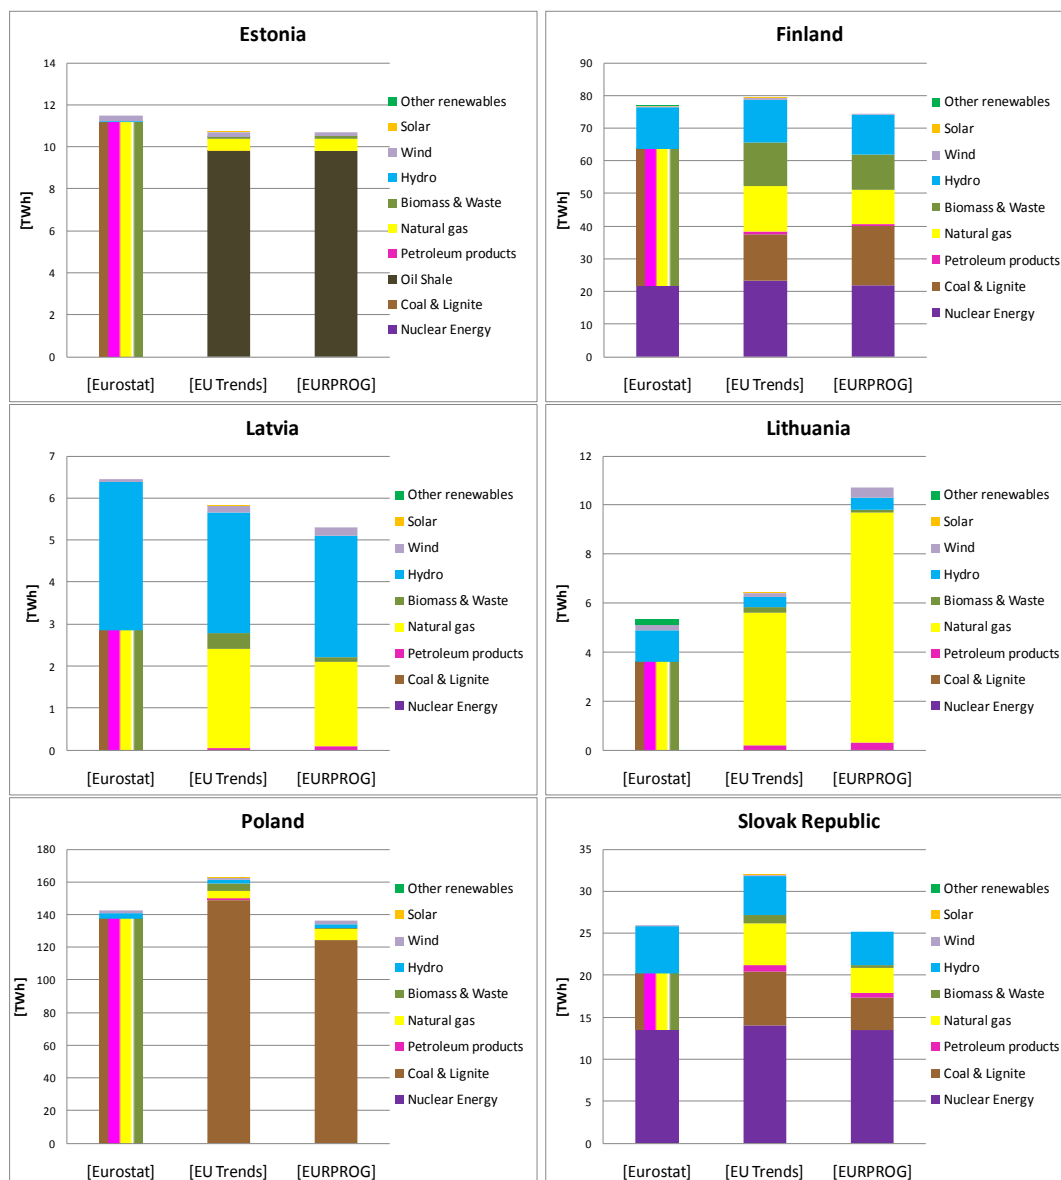 Estonia
14
12
10
8
6
4
2
0
[TWh]
[Eurostat]
[EU Trends]
[EURPROG]
Other renewables
Solar
Wind
Hydro
Biomass & Waste
Natural gas
Petroleum products
Oil Shale
Coal & Lignite
Nuclear Energy
Finland
90
80
70
60
50
40
30
20
10
0
[TWh]
[Eurostat]
[EU Trends]
[EURPROG]
Other renewables
Solar
Wind
Hydro
Biomass & Waste
Natural gas
Petroleum products
Coal & Lignite
Nuclear Energy
Latvia
7
6
5
4
3
2
1
0
[TWh]
[Eurostat]
[EU Trends]
[EURPROG]
Other renewables
Solar
Wind
Hydro
Biomass & Waste
Natural gas
Petroleum products
Coal & Lignite
Nuclear Energy
Lithuania
12
10
8
6
4
2
0
[TWh]
[Eurostat]
[EU Trends]
[EURPROG]
Other renewables
Solar
Wind
Hydro
Biomass & Waste
Natural gas
Petroleum products
Coal & Lignite
Nuclear Energy
Poland
180
160
140
120
100
80
60
40
20
0
[TWh]
[Eurostat]
[EU Trends]
[EURPROG]
Other renewables
Solar
Wind
Hydro
Biomass & Waste
Natural gas
Petroleum products
Coal & Lignite
Nuclear Energy
Slovak Republic
35
30
25
20
15
10
5
0
[TWh]
[Eurostat]
[EU Trends]
[EURPROG]
Other renewables
Solar
Wind
Hydro
Biomass & Waste
Natural gas
Petroleum products
Coal & Lignite
Nuclear Energy